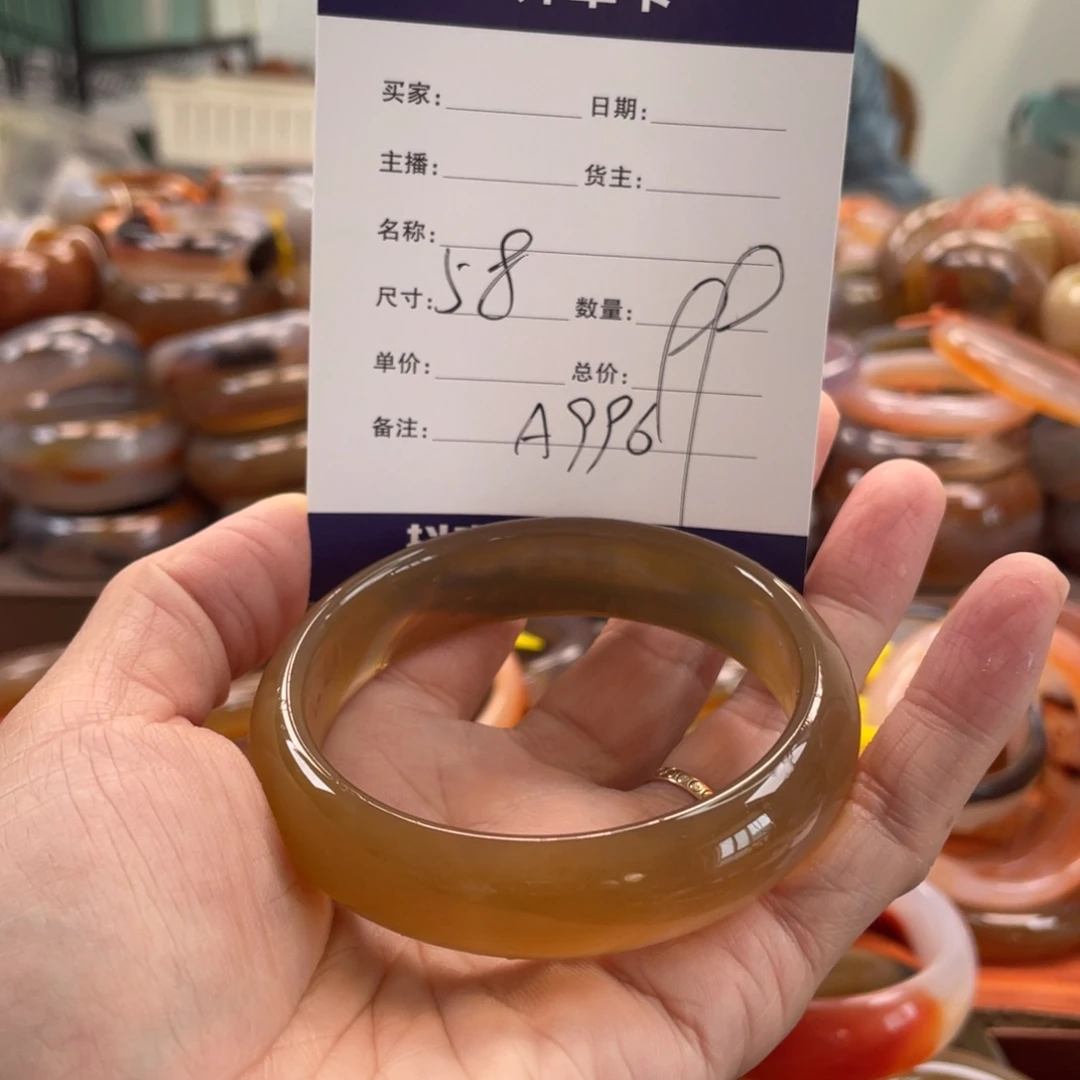 买家: 日期:
主播: 货主:
名称:
尺寸: 58 数量:
单价: 总价: 99
备注: A996